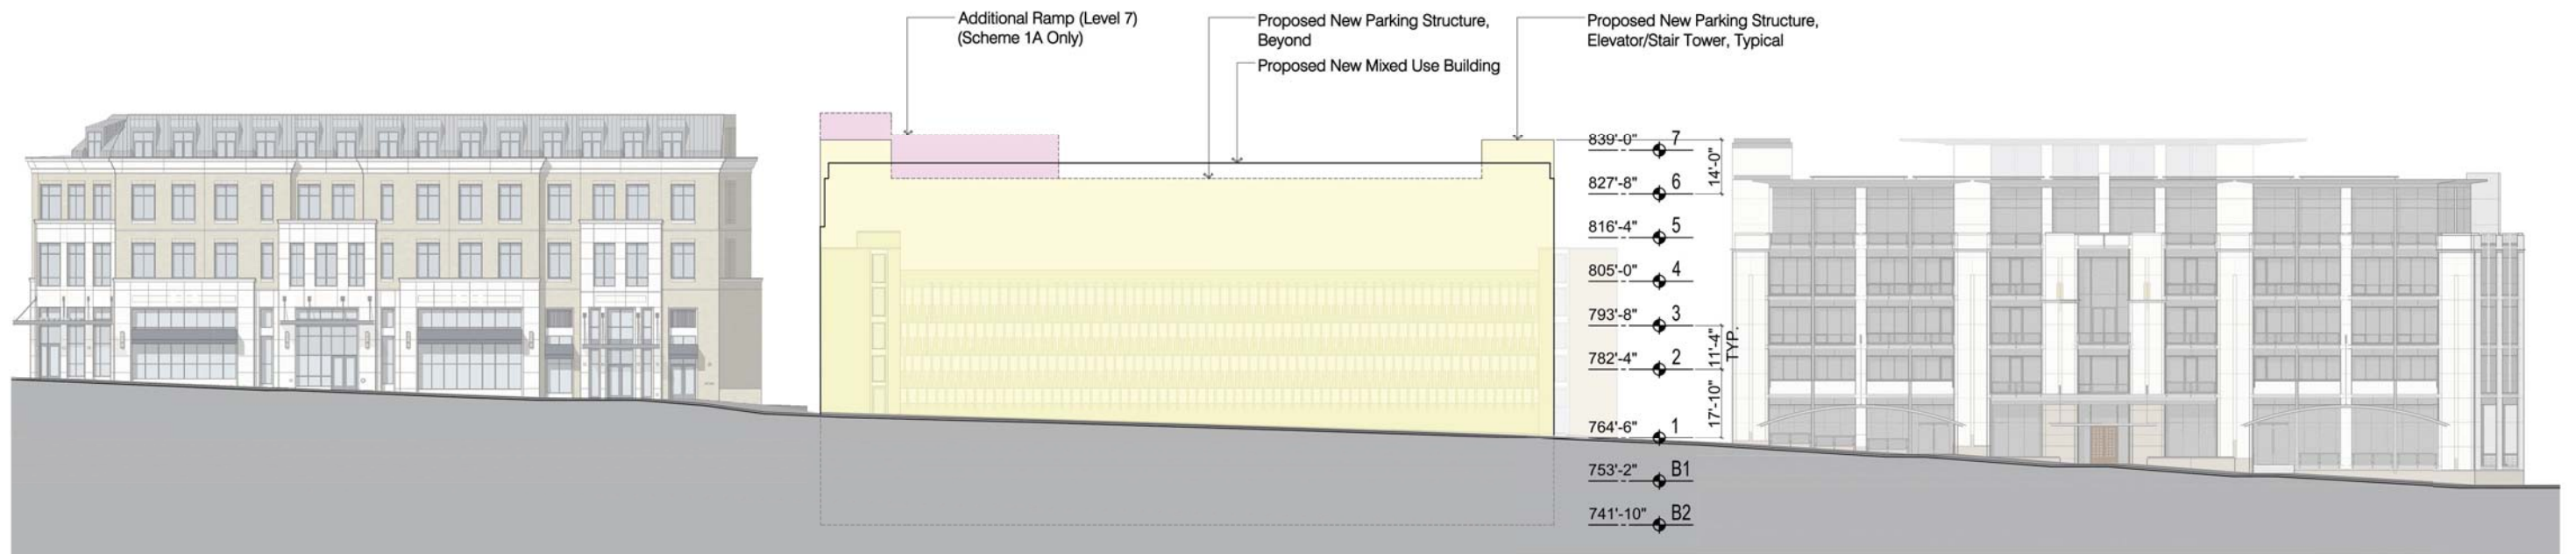 Additional Ramp (Level 7)
(Scheme 1A Only)
Proposed New Parking Structure,
Beyond
Proposed New Mixed Use Building
Proposed New Parking Structure,
Elevator/Stair Tower, Typical
839'-0" 7
827'-8" 6
816'-4" 5
805'-0" 4
793'-8" 3
782'-4" 2
764'-6" 1
753'-2" B1
741'-10" B2
14'-0"
11'-4"
TYP.
17'-10"